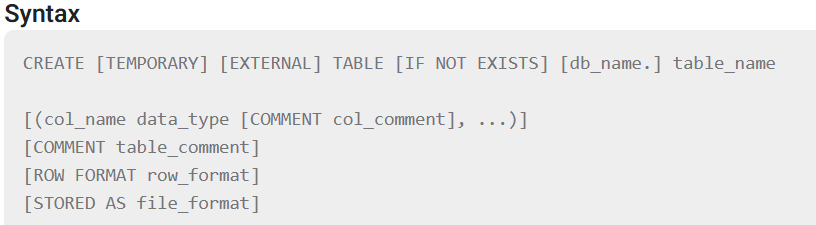 Syntax
CREATE [TEMPORARY] [EXTERNAL] TABLE [IF NOT EXISTS] [db_name.] table_name
[(col_name data_type [COMMENT col_comment], ...)]
[COMMENT table_comment]
[ROW FORMAT row_format]
[STORED AS file_format]